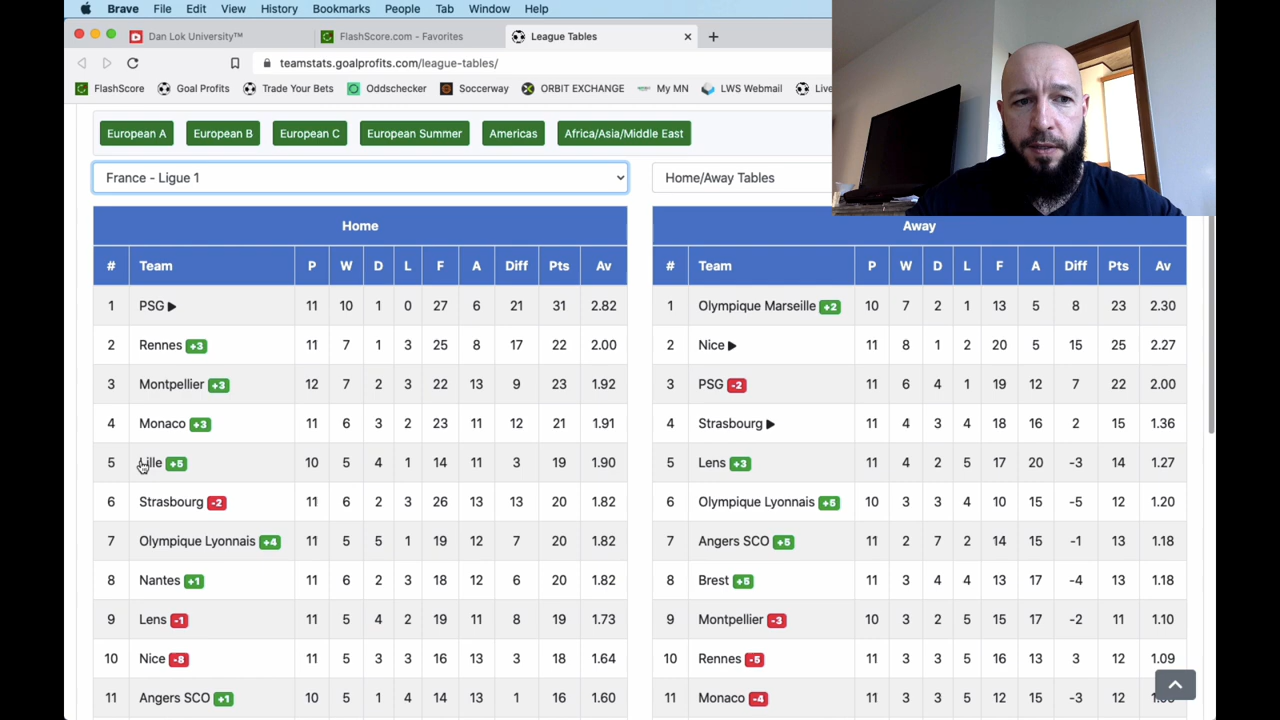 Brave File Edit View History Bookmarks People Tab Window Help
Dan Lok University™ FlashScore.com - Favorites League Tables
teamstats.goalprofits.com/league-tables/
FlashScore Goal Profits Trade Your Bets Oddschecker Soccerway ORBIT EXCHANGE My MN LWS Webmail Live
European A European B European C European Summer Americas Africa/Asia/Middle East
France - Ligue 1 Home/Away Tables
Home Away
# Team P W D L F A Diff Pts Av # Team P W D L F A Diff Pts Av
1 PSG 11 10 1 0 27 6 21 31 2.82 1 Olympique Marseille +2 10 7 2 1 13 5 8 23 2.30
2 Rennes +3 11 7 1 3 25 8 17 22 2.00 2 Nice 11 8 1 2 20 5 15 25 2.27
3 Montpellier +3 12 7 2 3 22 13 9 23 1.92 3 PSG -2 11 6 4 1 19 12 7 22 2.00
4 Monaco +3 11 6 3 2 23 11 12 21 1.91 4 Strasbourg 11 4 3 4 18 16 2 15 1.36
5 Lille +5 10 5 4 1 14 11 3 19 1.90 5 Lens +3 11 4 2 5 17 20 -3 14 1.27
6 Strasbourg -2 11 6 2 3 26 13 13 20 1.82 6 Olympique Lyonnais +5 10 3 3 4 10 15 -5 12 1.20
7 Olympique Lyonnais +4 11 5 5 1 19 12 7 20 1.82 7 Angers SCO +5 11 2 7 2 14 15 -1 13 1.18
8 Nantes +1 11 6 2 3 18 12 6 20 1.82 8 Brest +5 11 3 4 4 13 17 -4 13 1.18
9 Lens -1 11 5 4 2 19 11 8 19 1.73 9 Montpellier -3 10 3 2 5 15 17 -2 11 1.10
10 Nice -8 11 5 3 3 16 13 3 18 1.64 10 Rennes -5 11 3 3 5 16 13 3 12 1.09
11 Angers SCO +1 10 5 1 4 14 13 1 16 1.60 11 Monaco -4 11 3 3 5 12 15 -3 12